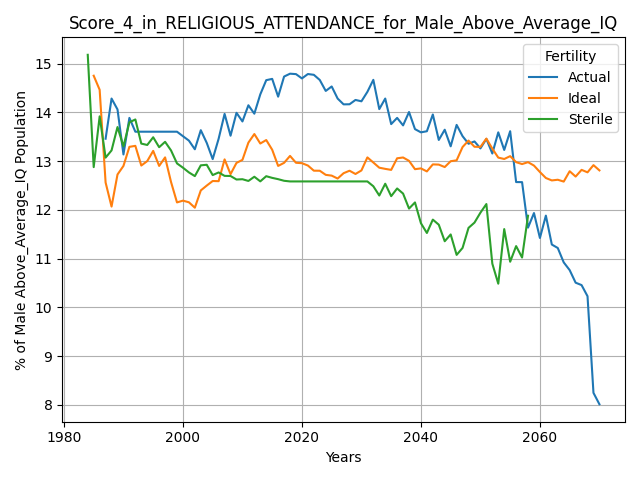 Score_4_in_RELIGIOUS_ATTENDANCE_for_Male_Above_Average_IQ
Fertility
Actual
Ideal
Sterile
% of Male Above_Average_IQ Population
15
14
13
12
11
10
9
8
1980
2000
2020
2040
2060
Years